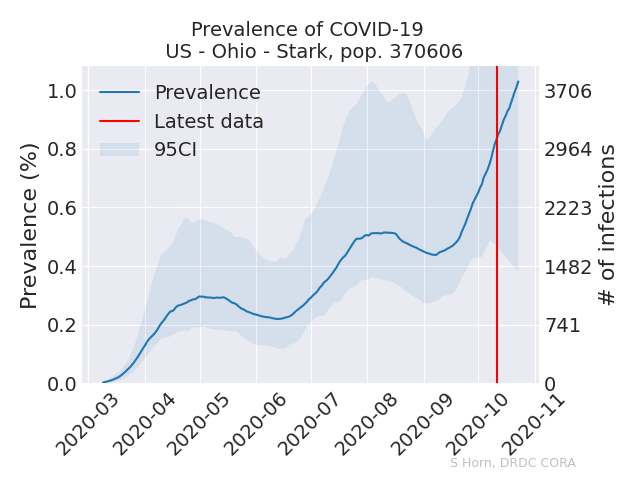 Prevalence of COVID-19
US - Ohio - Stark, pop. 370606
Prevalence
Latest data
95CI
Prevalence (%)
1.0
0.8
0.6
0.4
0.2
0.0
3706
2964
2223
1482
741
0
# of infections
2020-03
2020-04
2020-05
2020-06
2020-07
2020-08
2020-09
2020-10
2020-11
S Horn, DRDC CORA